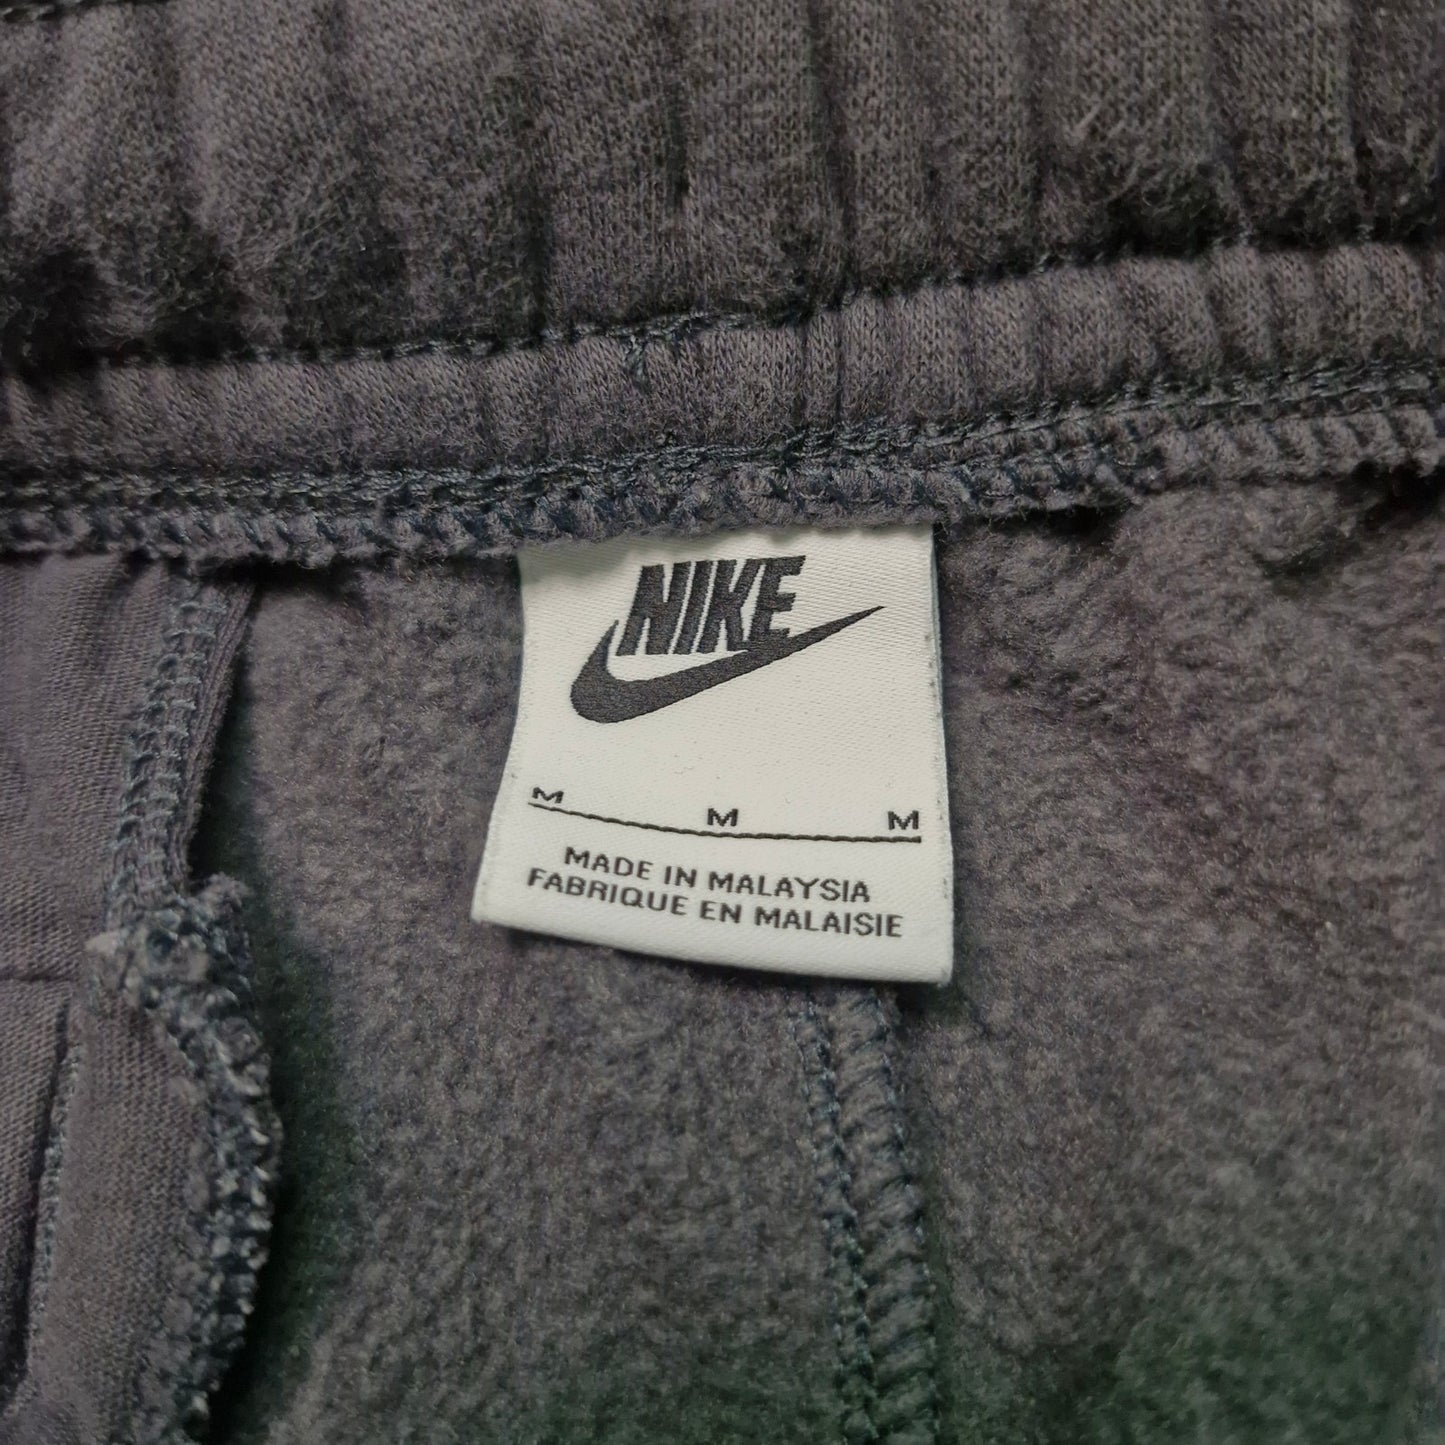 NIKE
M M M
MADE IN MALAYSIA
FABRIQUE EN MALAISIE